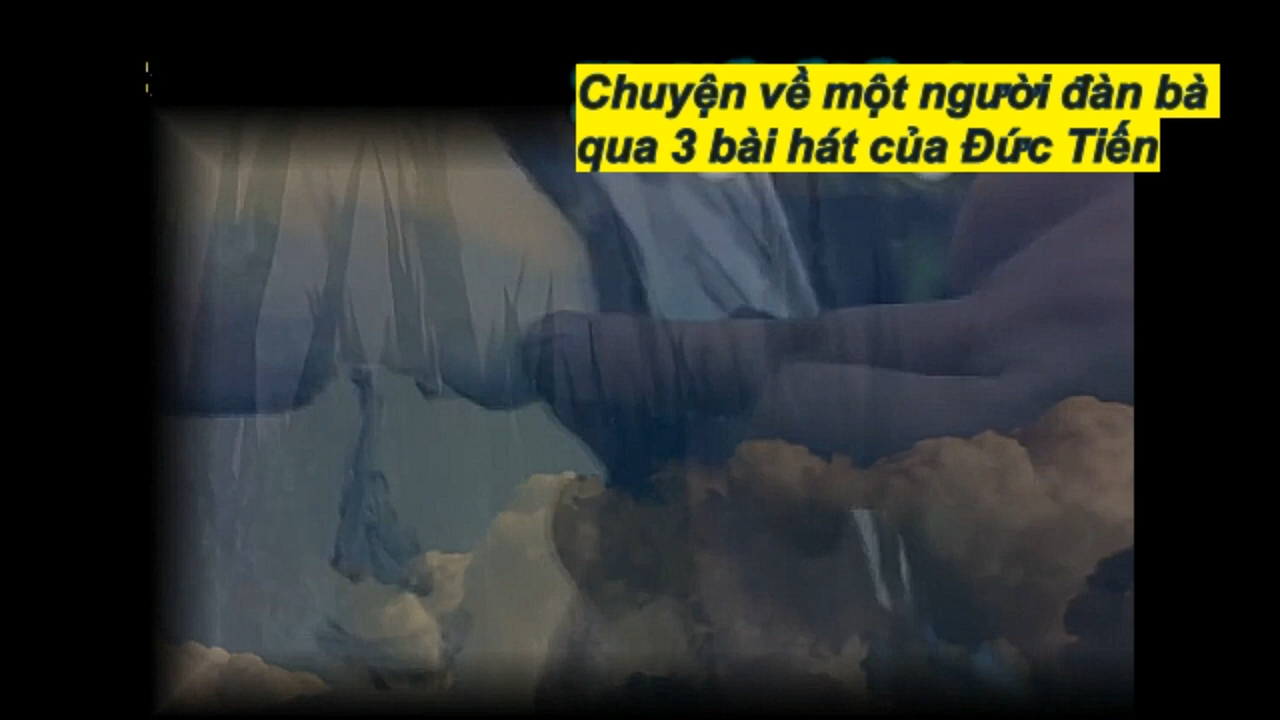 Chuyện về một người đàn bà
qua 3 bài hát của Đức Tiến